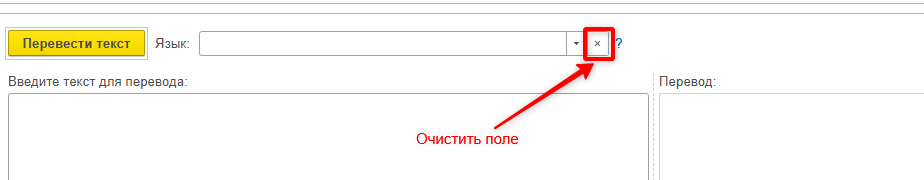 Перевести текст Язык: × ?
Введите текст для перевода: Перевод:
Очистить поле